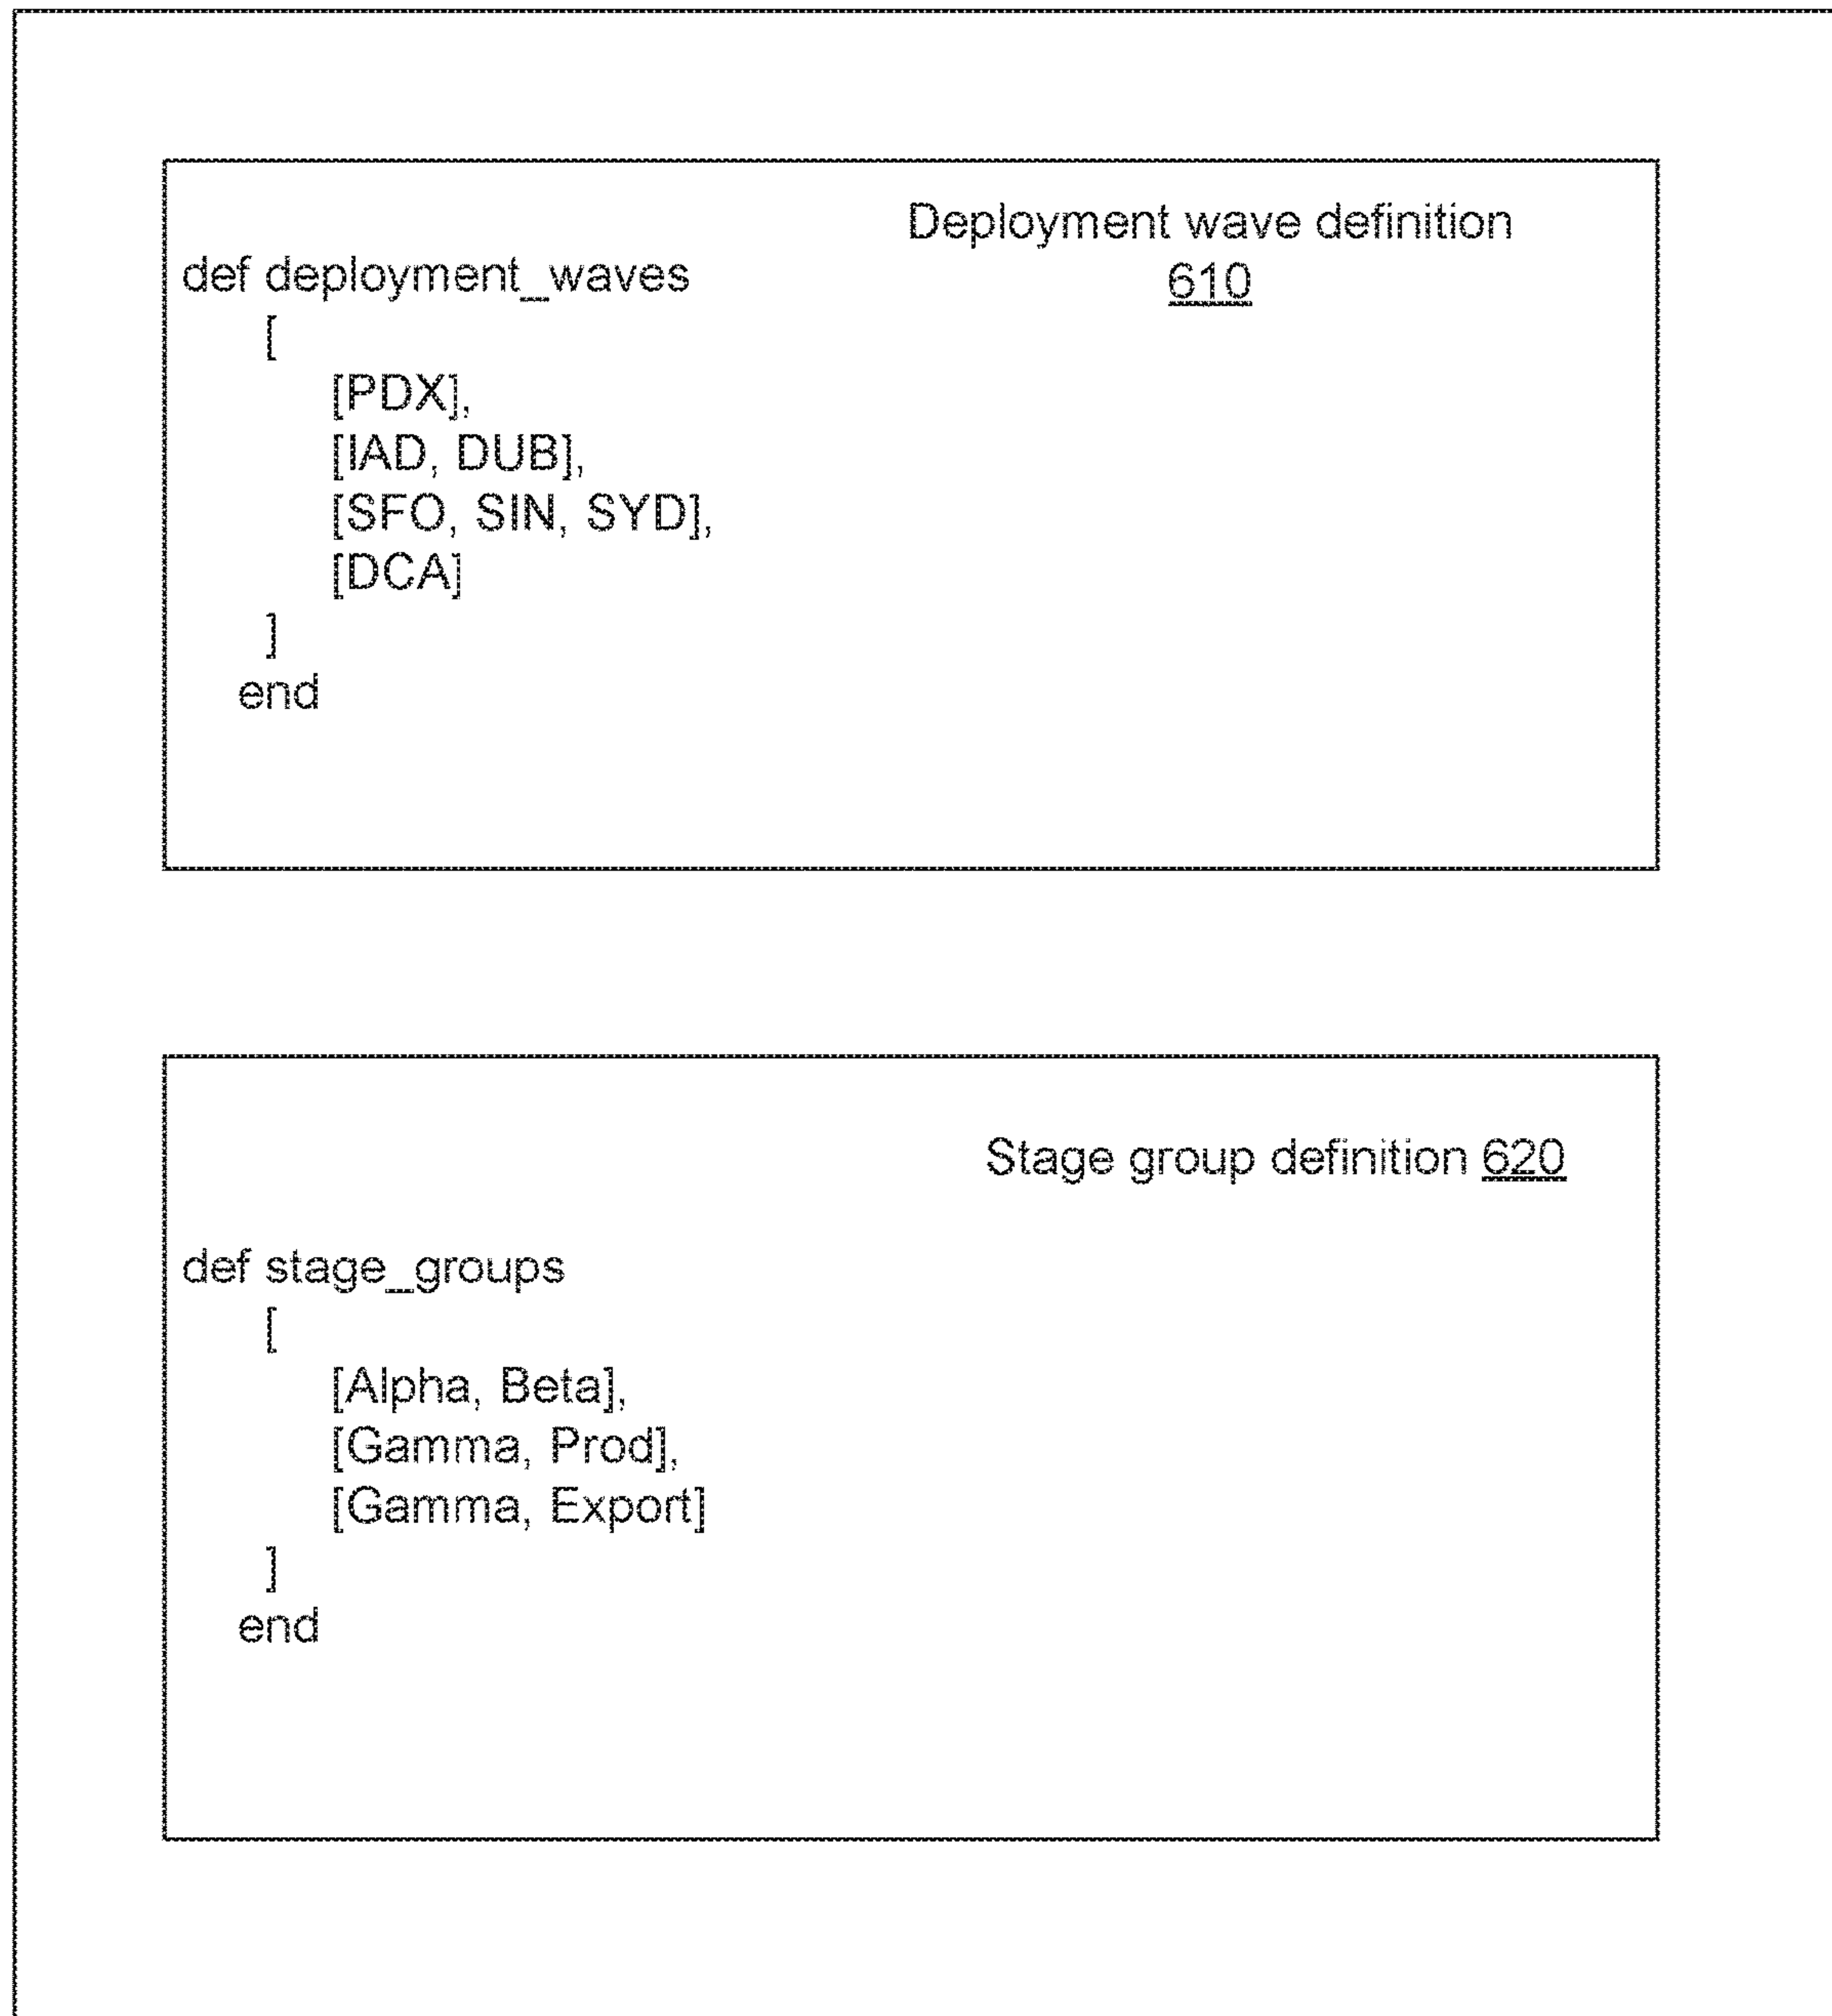 Deployment wave definition
610
def deployment_waves
[
[PDX],
[IAD, DUB],
[SFO, SIN, SYD],
[DCA]
]
end
Stage group definition 620
def stage_groups
[
[Alpha, Beta],
[Gamma, Prod],
[Gamma, Export]
]
end